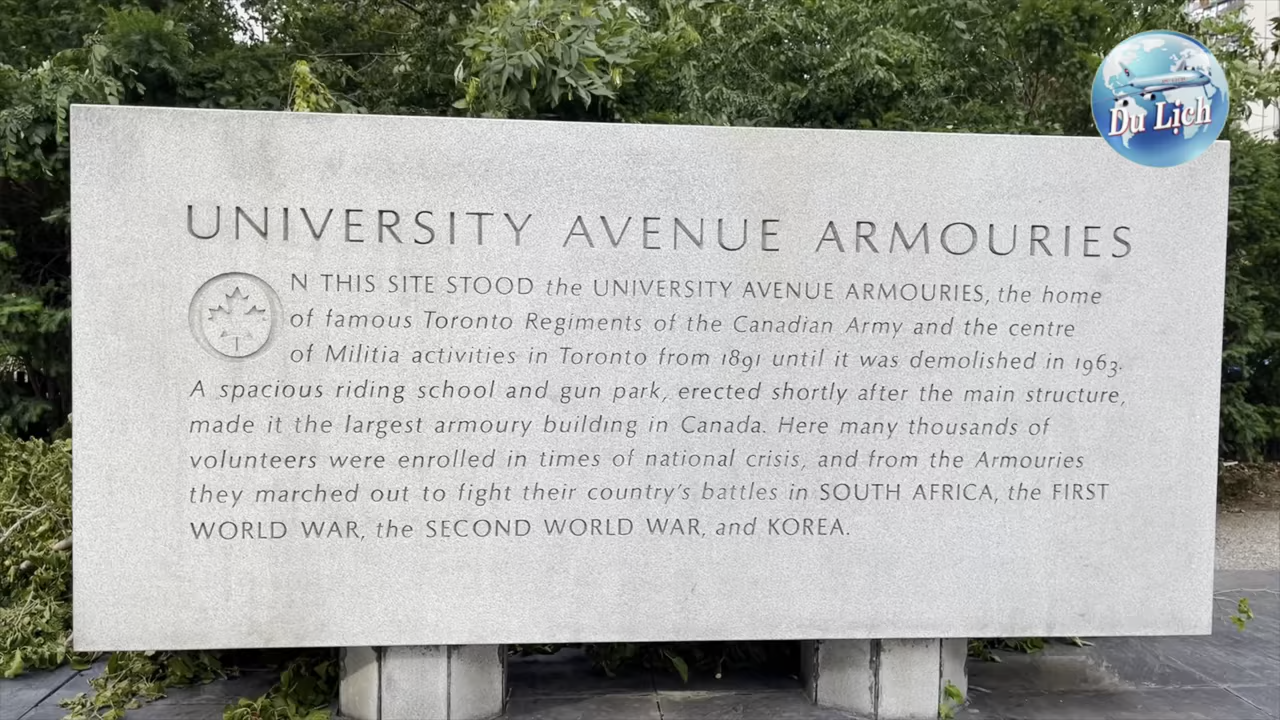 Du Lịch
UNIVERSITY AVENUE ARMOURIES
N THIS SITE STOOD the UNIVERSITY AVENUE ARMOURIES, the home
of famous Toronto Regiments of the Canadian Army and the centre
of Militia activities in Toronto from 1891 until it was demolished in 1963.
A spacious riding school and gun park, erected shortly after the main structure,
made it the largest armoury building in Canada. Here many thousands of
volunteers were enrolled in times of national crisis, and from the Armouries
they marched out to fight their country's battles in SOUTH AFRICA, the FIRST
WORLD WAR, the SECOND WORLD WAR, and KOREA.